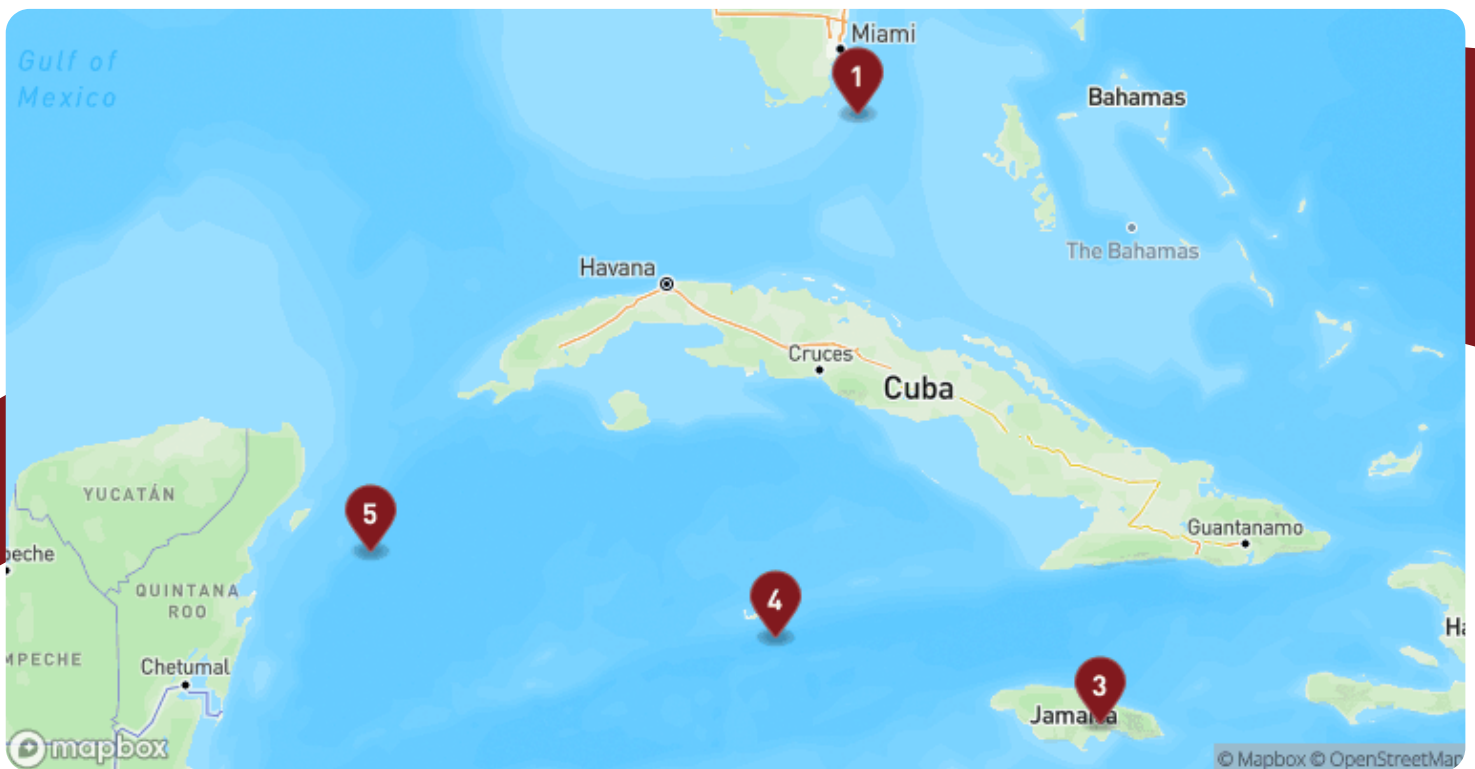 Gulf of
Mexico
Miami
1
Bahamas
The Bahamas
Havana
Cruces
Cuba
YUCATÁN
5
Guantanamo
peche
QUINTANA
ROO
4
MPECHE
Chetumal
3
Jamaica
Ha
mapbox
© Mapbox © OpenStreetMap